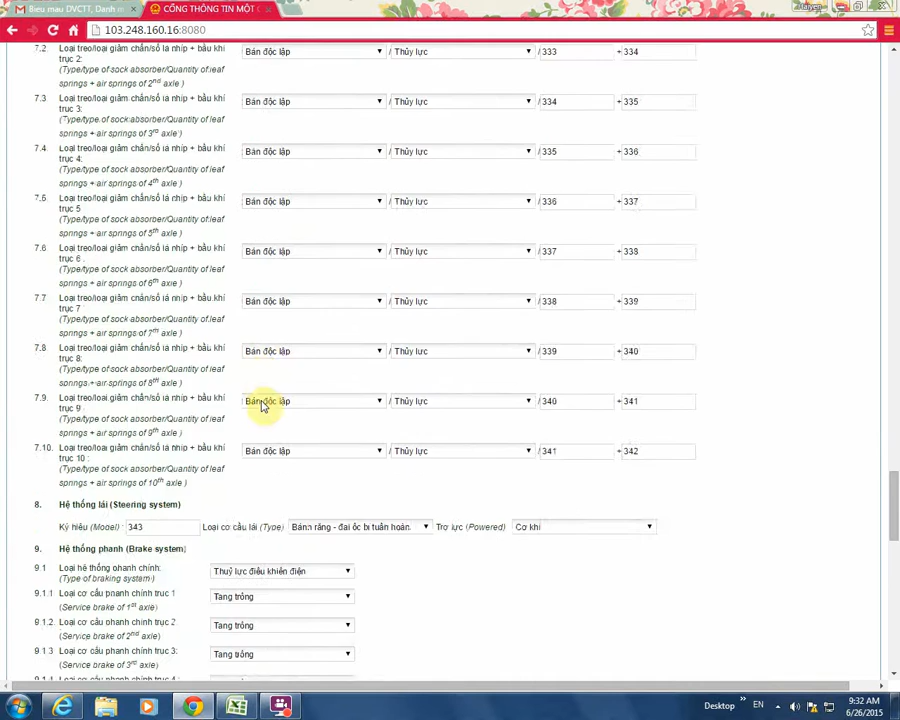 Bieu mau DVCTT, Danh m
CỔNG THÔNG TIN MỘT C
103.248.160.16:8080
7.2 Loại treo/loại giảm chấn/số lá nhíp + bầu khí / 333 + 334
Bán độc lập Thủy lực
trục 2:
(Type/type of sock absorber/Quantity of leaf
springs + air springs of 2nd axle )
7.3 Loại treo/loại giảm chấn/số lá nhíp + bầu khí Bán độc lập / Thủy lực / 334 + 335
trục 3:
(Type/type of sock absorber/Quantity of leaf
springs + air springs of 3rd axle )
7.4. Loại treo/loại giảm chấn/số lá nhíp + bầu khí Bán độc lập / Thủy lực / 335 + 336
trục 4:
(Type/type of sock absorber/Quantity of leaf
springs + air springs of 4th axle )
7.6. Loại treo/loại giảm chấn/số lá nhíp + bầu khí Bán độc lập / Thủy lực / 336 + 337
trục 5
(Type/type of sock absorber/Quantity of leaf
springs + air springs of 5th axle )
7.6 Loại treo/loại giảm chấn/số lá nhíp + bầu khí Bán độc lập / Thủy lực / 337 + 338
trục 6 .
(Type/type of sock absorber/Quantity of leaf
springs + air springs of 6th axle )
7.7 Loại treo/loại giảm chấn/số lá nhíp + bầu khí Bán độc lập / Thủy lực / 338 + 339
trục 7
(Type/type of sock absorber/Quantity of leaf
springs + air springs of 7th axle )
7.8 Loại treo/loại giảm chấn/số lá nhíp + bầu khí Bán độc lập / Thủy lực / 339 + 340
trục 8:
(Type/type of sock absorber/Quantity of leaf
springs + air springs of 8th axle )
7.9. Loại treo/loại giảm chấn/số lá nhíp + bầu khí Bán độc lập / Thủy lực / 340 + 341
trục 9
(Type/type of sock absorber/Quantity of leaf
springs + air springs of 9th axle )
7.10. Loại treo/loại giảm chấn/số lá nhíp + bầu khí Bán độc lập / Thủy lực / 341 + 342
trục 10 :
(Type/type of sock absorber/Quantity of leaf
springs + air springs of 10th axle )
8. Hệ thống lái (Steering system)
Ký hiệu (Model) : 343 Loại cơ cấu lái (Type) Bánh răng - đai ốc bi tuần hoàn. Trợ lực (Powered) Cơ khí
9. Hệ thống phanh (Brake system)
9.1 Loại hệ thống phanh chính: Thuỷ lực điều khiển điện
(Type of braking system)
9.1.1 Loại cơ cấu phanh chính trục 1 Tang trống
(Service brake of 1st axle)
9.1.2. Loại cơ cấu phanh chính trục 2. Tang trống
(Service brake of 2nd axle)
9.1.3 Loại cơ cấu phanh chính trục 3: Tang trống
(Service brake of 3rd axle)
Desktop EN 9:32 AM
6/26/2015